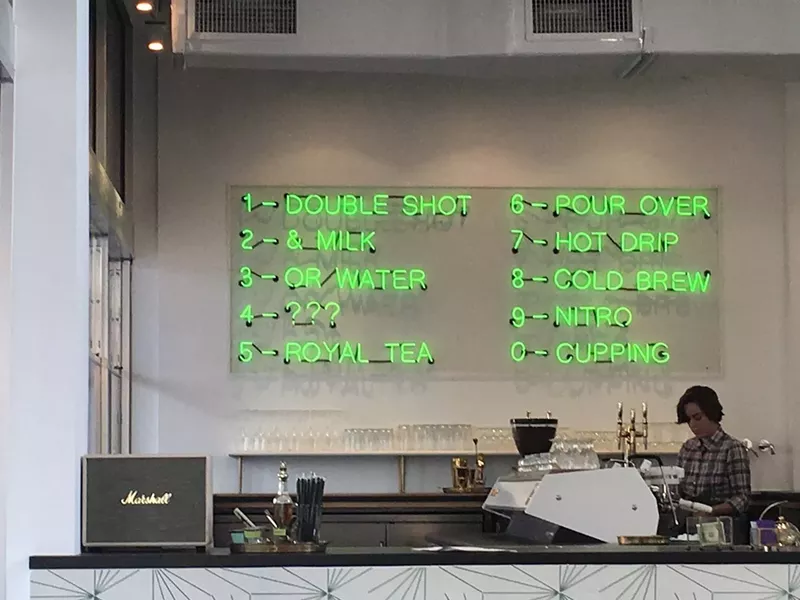 1- DOUBLE SHOT
2- & MILK
3- OR WATER
4- ???
5- ROYAL TEA
6- POUR OVER
7- HOT DRIP
8- COLD BREW
9- NITRO
0- CUPPING
Marshall